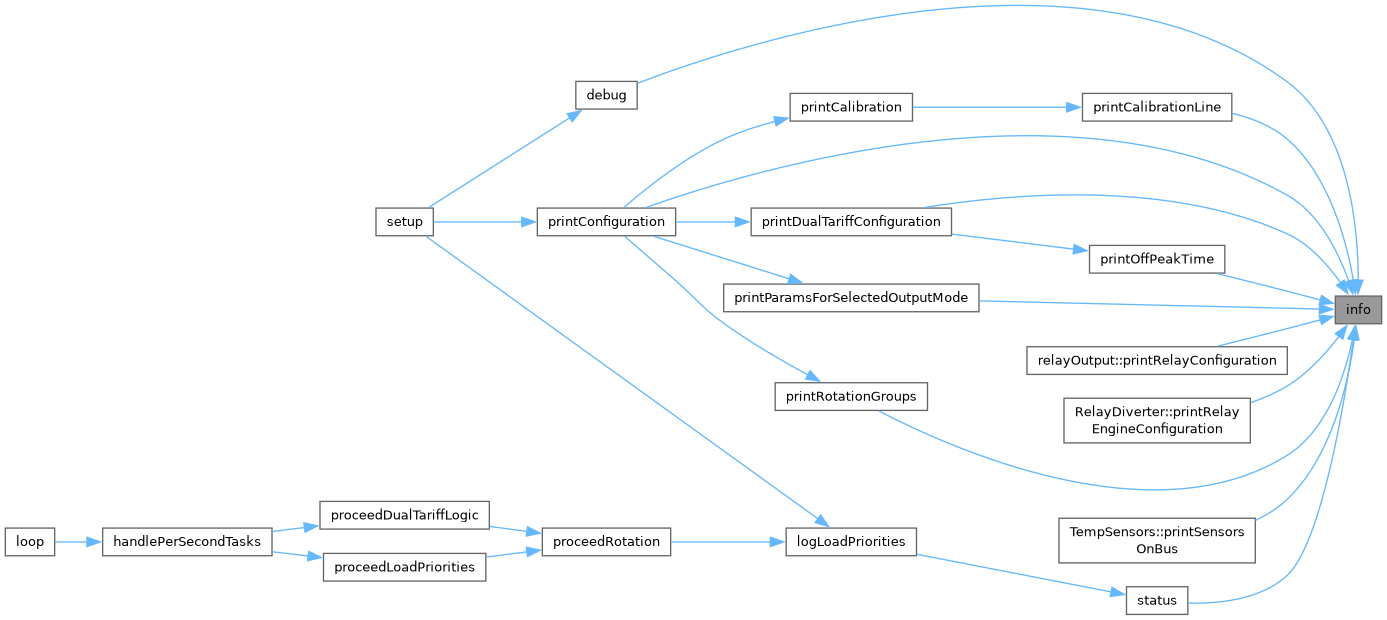 debug
printCalibration
printCalibrationLine
setup
printConfiguration
printDualTariffConfiguration
printOffPeakTime
printParamsForSelectedOutputMode
info
relayOutput::printRelayConfiguration
printRotationGroups
RelayDiverter::printRelay
EngineConfiguration
proceedDualTariffLogic
loop
handlePerSecondTasks
proceedRotation
logLoadPriorities
TempSensors::printSensors
OnBus
proceedLoadPriorities
status